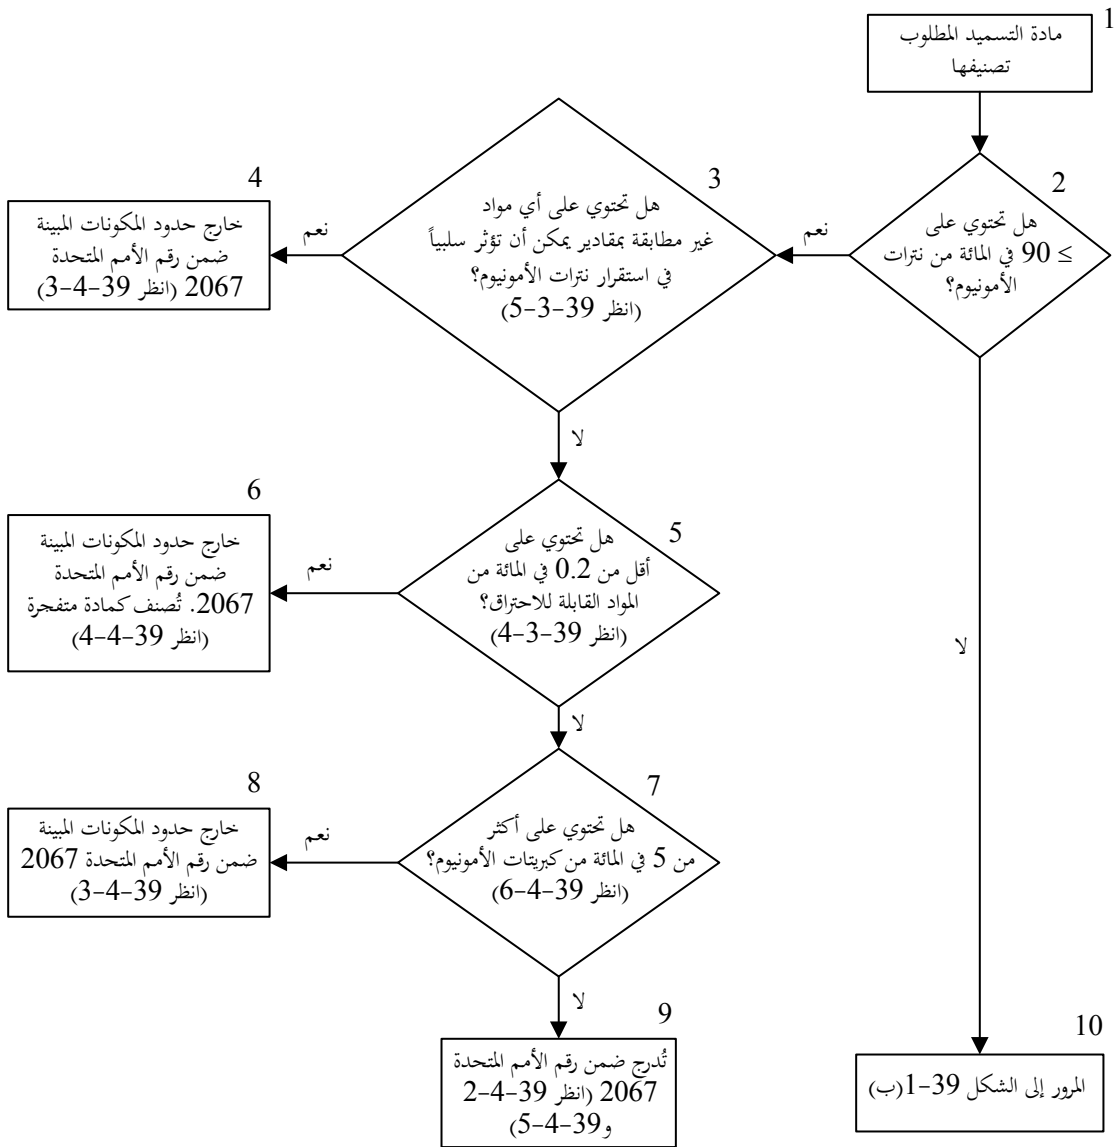 1
مادة التسميد المطلوب
تصنيفها
2
هل تحتوي على
≥ 90 في المائة من نترات
الأمونيوم؟
نعم
3
هل تحتوي على أي مواد
غير مطابقة بمقادير يمكن أن تؤثر سلبياً
في استقرار نترات الأمونيوم؟
(انظر 39-3-5)
نعم
4
خارج حدود المكونات المبينة
ضمن رقم الأمم المتحدة
2067 (انظر 39-4-3)
لا
5
هل تحتوي على
أقل من 0.2 في المائة من
المواد القابلة للاحتراق؟
(انظر 39-3-4)
نعم
6
خارج حدود المكونات المبينة
ضمن رقم الأمم المتحدة
2067. تُصنف كمادة متفجرة
(انظر 39-4-4)
لا
لا
7
هل تحتوي على أكثر
من 5 في المائة من كبريتات الأمونيوم؟
(انظر 39-4-6)
نعم
8
خارج حدود المكونات المبينة
ضمن رقم الأمم المتحدة 2067
(انظر 39-4-3)
لا
9
تُدرج ضمن رقم الأمم المتحدة
2067 (انظر 39-4-2
و39-4-5)
10
المرور إلى الشكل 39-1(ب)